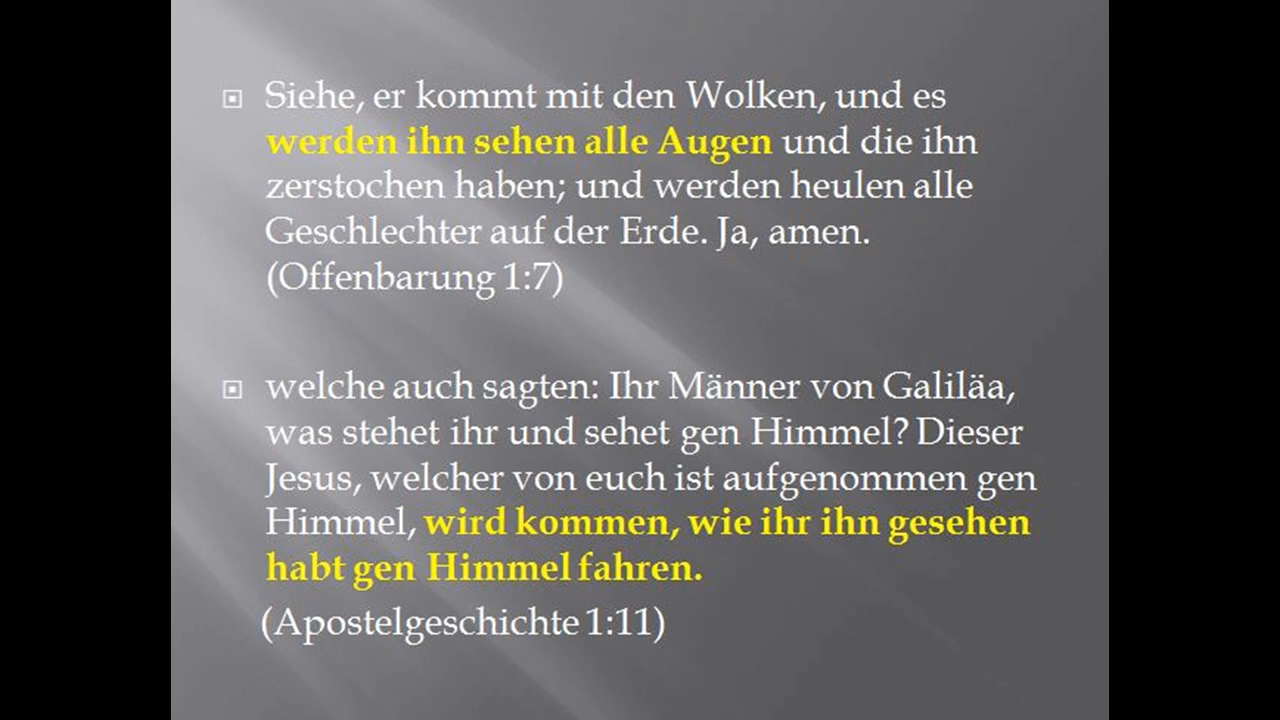 Siehe, er kommt mit den Wolken, und es
werden ihn sehen alle Augen und die ihn
zerstochen haben; und werden heulen alle
Geschlechter auf der Erde. Ja, amen.
(Offenbarung 1:7)
welche auch sagten: Ihr Männer von Galiläa,
was stehet ihr und sehet gen Himmel? Dieser
Jesus, welcher von euch ist aufgenommen gen
Himmel, wird kommen, wie ihr ihn gesehen
habt gen Himmel fahren.
(Apostelgeschichte 1:11)